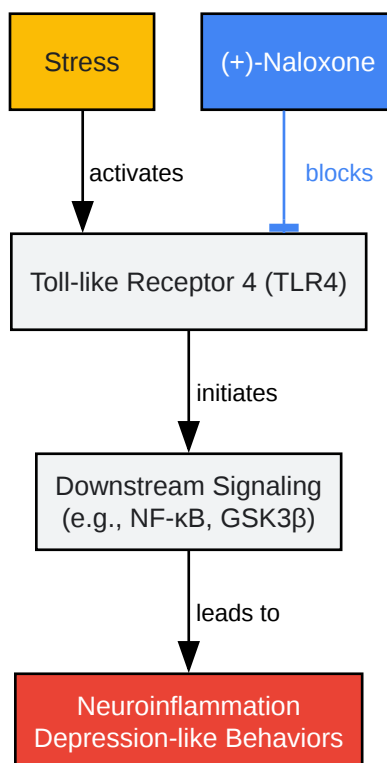 Stress
(+)-Naloxone
activates
blocks
Toll-like Receptor 4 (TLR4)
initiates
Downstream Signaling
(e.g., NF-κB, GSK3β)
leads to
Neuroinflammation
Depression-like Behaviors